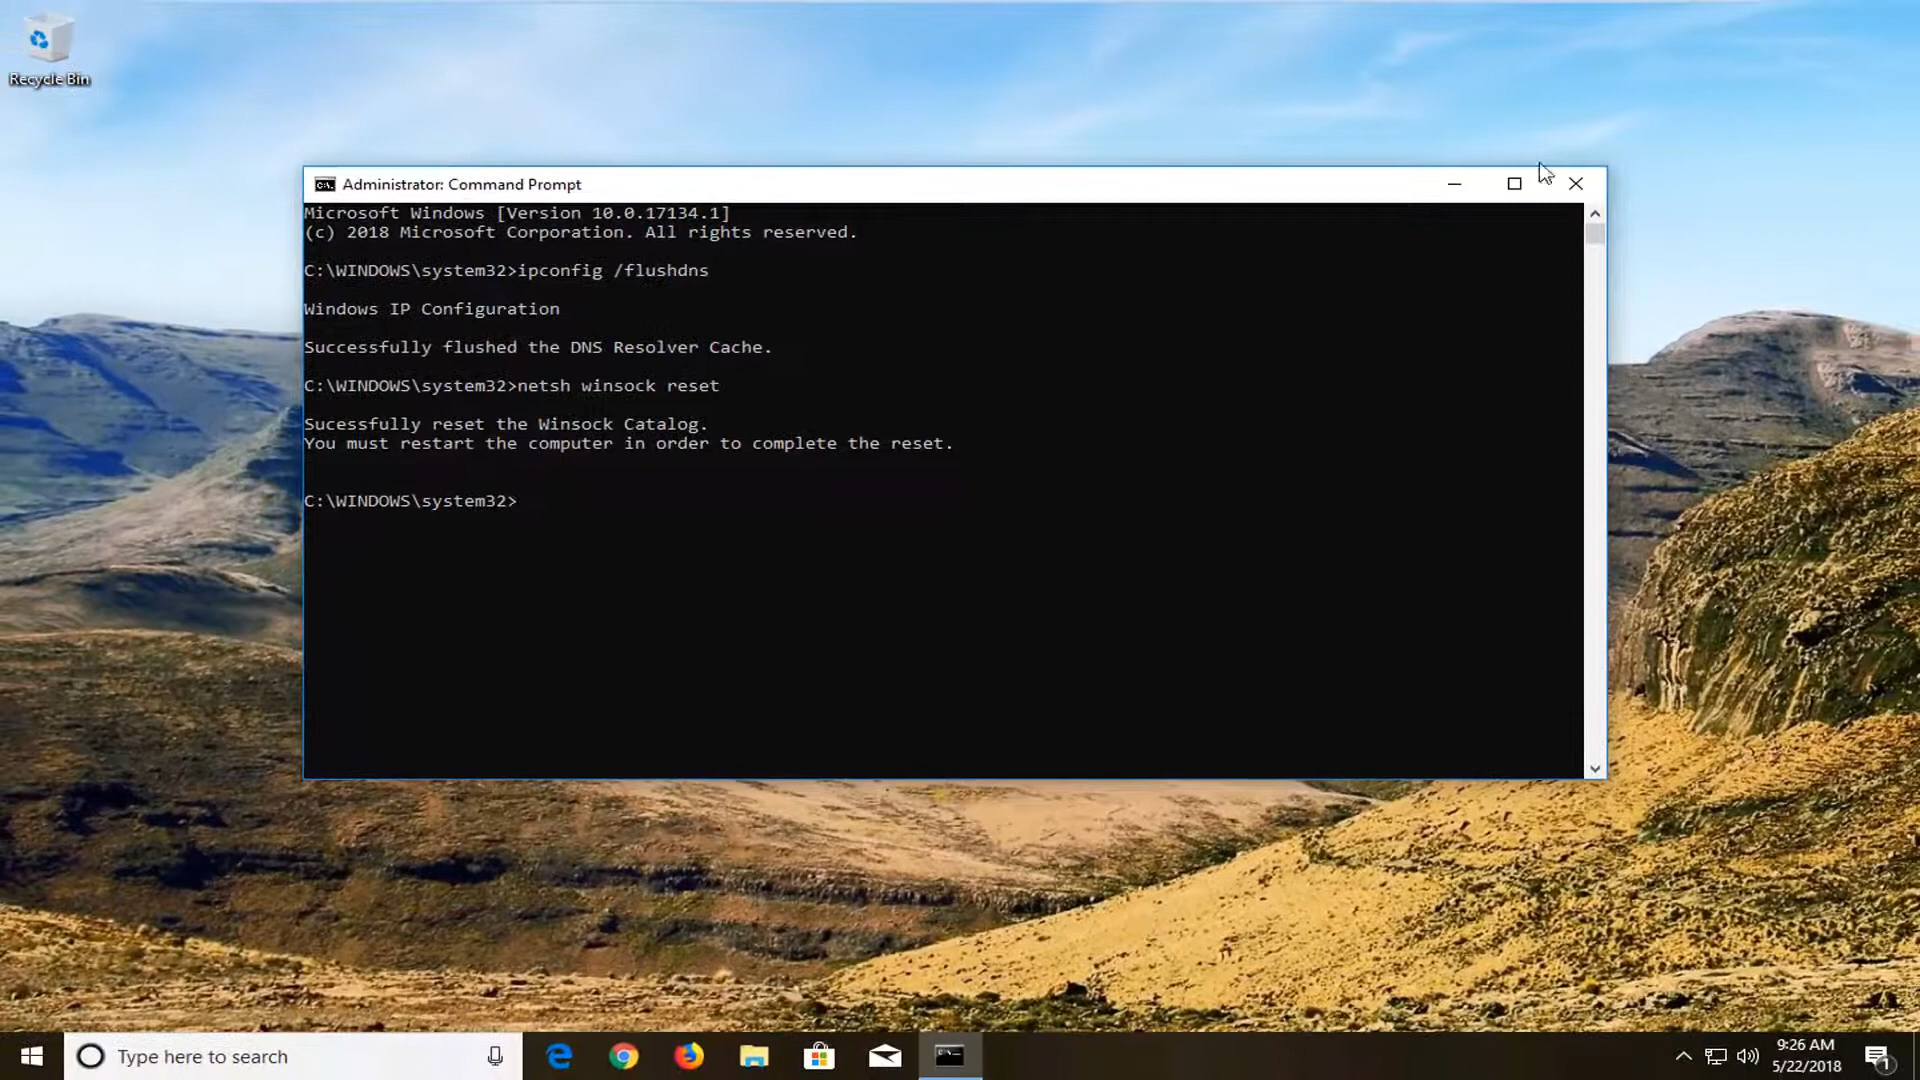 Recycle Bin
Administrator: Command Prompt
Microsoft Windows [Version 10.0.17134.1]
(c) 2018 Microsoft Corporation. All rights reserved.
C:\WINDOWS\system32>ipconfig /flushdns
Windows IP Configuration
Successfully flushed the DNS Resolver Cache.
C:\WINDOWS\system32>netsh winsock reset
Sucessfully reset the Winsock Catalog.
You must restart the computer in order to complete the reset.
C:\WINDOWS\system32>
Type here to search
9:26 AM
5/22/2018
1